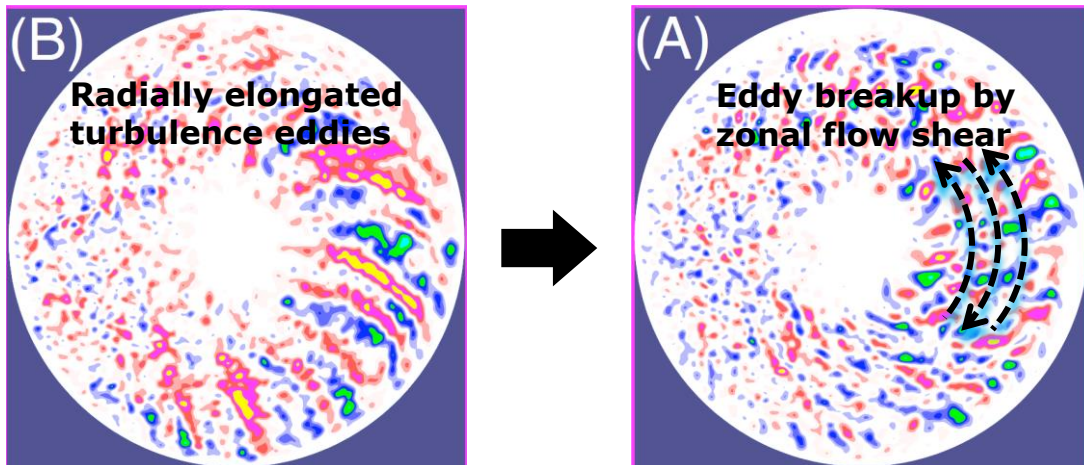 (B)
Radially elongated
turbulence eddies
(A)
Eddy breakup by
zonal flow shear